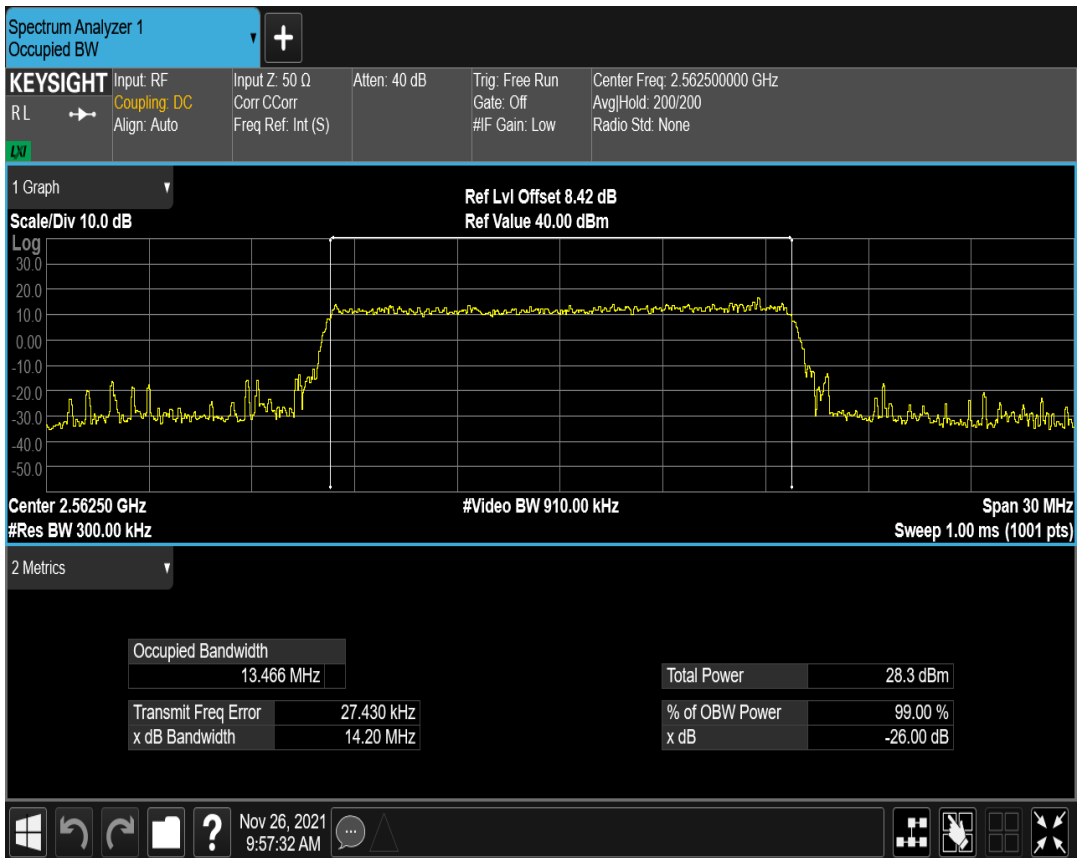 Spectrum Analyzer 1
Occupied BW
KEYSIGHT
R L
LXI
Input: RF
Coupling: DC
Align: Auto
Input Z: 50 Ω
Corr CCorr
Freq Ref: Int (S)
Atten: 40 dB
Trig: Free Run
Gate: Off
#IF Gain: Low
Center Freq: 2.562500000 GHz
Avg|Hold: 200/200
Radio Std: None
1 Graph
Scale/Div 10.0 dB
Ref Lvl Offset 8.42 dB
Ref Value 40.00 dBm
Log
30.0
20.0
10.0
0.00
-10.0
-20.0
-30.0
-40.0
-50.0
Center 2.56250 GHz
#Video BW 910.00 kHz
Span 30 MHz
#Res BW 300.00 kHz
Sweep 1.00 ms (1001 pts)
2 Metrics
Occupied Bandwidth
13.466 MHz
Total Power 28.3 dBm
Transmit Freq Error 27.430 kHz
% of OBW Power 99.00 %
x dB Bandwidth 14.20 MHz
x dB -26.00 dB
?
Nov 26, 2021
9:57:32 AM